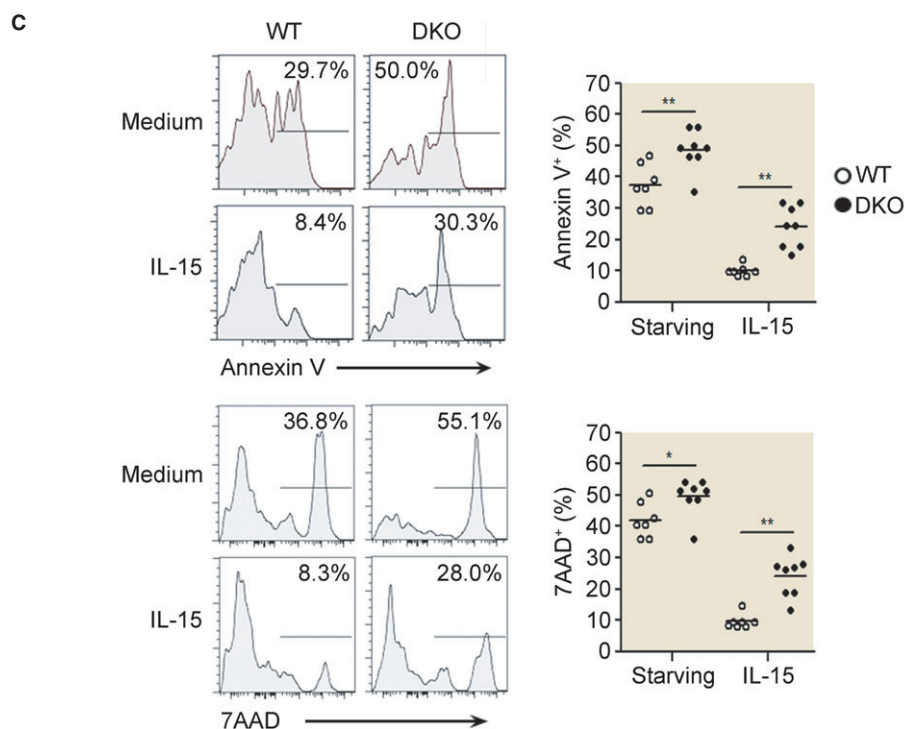 C
WT DKO
Medium 29.7% 50.0%
IL-15 8.4% 30.3%
Annexin V
Annexin V⁺ (%)
70
60
50
40
30
20
10
0
** **
Starving IL-15
WT
DKO
Medium 36.8% 55.1%
IL-15 8.3% 28.0%
7AAD
7AAD⁺ (%)
70
60
50
40
30
20
10
0
* **
Starving IL-15